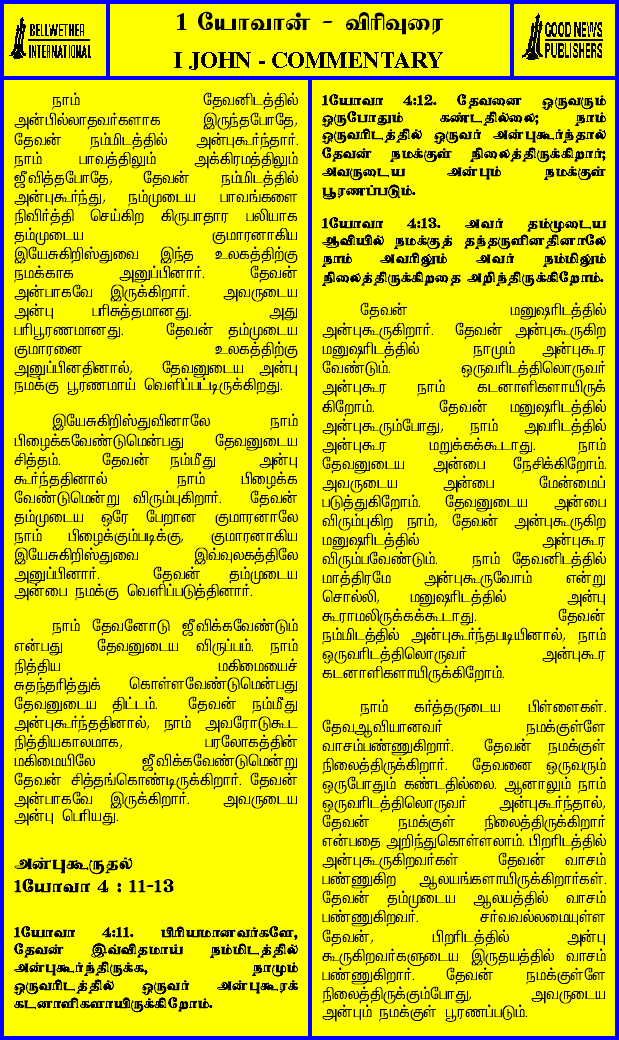 BELLWETHER
INTERNATIONAL
1 யோவான் - விரிவுரை
I JOHN - COMMENTARY
GOOD NEWS
PUBLISHERS
நாம் தேவனிடத்தில்
அன்பில்லாதவர்களாக இருந்தபோதே,
தேவன் நம்மிடத்தில் அன்புகூர்ந்தார்.
நாம் பாவத்திலும் அக்கிரமத்திலும்
ஜீவித்தபோதே, தேவன் நம்மிடத்தில்
அன்புகூர்ந்து, நம்முடைய பாவங்களை
நிவிர்த்தி செய்கிற கிருபாதார பலியாக
தம்முடைய குமாரனாகிய
இயேசுகிறிஸ்துவை இந்த உலகத்திற்கு
நமக்காக அனுப்பினார். தேவன்
அன்பாகவே இருக்கிறார். அவருடைய
அன்பு பரிசுத்தமானது. அது
பரிபூரணமானது. தேவன் தம்முடைய
குமாரனை உலகத்திற்கு
அனுப்பினதினால், தேவனுடைய அன்பு
நமக்கு பூரணமாய் வெளிப்பட்டிருக்கிறது.
இயேசுகிறிஸ்துவினாலே நாம்
பிழைக்கவேண்டுமென்பது தேவனுடைய
சித்தம். தேவன் நம்மீது அன்பு
கூர்ந்ததினால் நாம் பிழைக்க
வேண்டுமென்று விரும்புகிறார். தேவன்
தம்முடைய ஒரே பேறான குமாரனாலே
நாம் பிழைக்கும்படிக்கு, குமாரனாகிய
இயேசுகிறிஸ்துவை இவ்வுலகத்திலே
அனுப்பினார். தேவன் தம்முடைய
அன்பை நமக்கு வெளிப்படுத்தினார்.
நாம் தேவனோடு ஜீவிக்கவேண்டும்
என்பது தேவனுடைய விருப்பம். நாம்
நித்திய மகிமையைச்
சுதந்தரித்துக் கொள்ளவேண்டுமென்பது
தேவனுடைய திட்டம். தேவன் நம்மீது
அன்புகூர்ந்ததினால், நாம் அவரோடுகூட
நித்தியகாலமாக, பரலோகத்தின்
மகிமையிலே ஜீவிக்கவேண்டுமென்று
தேவன் சித்தங்கொண்டிருக்கிறார். தேவன்
அன்பாகவே இருக்கிறார். அவருடைய
அன்பு பெரியது.
அன்புகூருதல்
1யோவா 4 : 11-13
1யோவா 4:11. பிரியமானவர்களே,
தேவன் இவ்விதமாய் நம்மிடத்தில்
அன்புகூர்ந்திருக்க, நாமும்
ஒருவரிடத்தில் ஒருவர் அன்புகூரக்
கடனாளிகளாயிருக்கிறோம்.
1யோவா 4:12. தேவனை ஒருவரும்
ஒருபோதும் கண்டதில்லை; நாம்
ஒருவரிடத்தில் ஒருவர் அன்புகூர்ந்தால்
தேவன் நமக்குள் நிலைத்திருக்கிறார்;
அவருடைய அன்பும் நமக்குள்
பூரணப்படும்.
1யோவா 4:13. அவர் தம்முடைய
ஆவியில் நமக்குத் தந்தருளினதினாலே
நாம் அவரிலும் அவர் நம்மிலும்
நிலைத்திருக்கிறதை அறிந்திருக்கிறோம்.
தேவன் மனுஷரிடத்தில்
அன்புகூருகிறார். தேவன் அன்புகூருகிற
மனுஷரிடத்தில் நாமும் அன்புகூர
வேண்டும். ஒருவரிடத்திலொருவர்
அன்புகூர நாம் கடனாளிகளாயிருக்
கிறோம். தேவன் மனுஷரிடத்தில்
அன்புகூரும்போது, நாம் அவரிடத்தில்
அன்புகூர மறுக்கக்கூடாது. நாம்
தேவனுடைய அன்பை நேசிக்கிறோம்.
அவருடைய அன்பை மேன்மைப்
படுத்துகிறோம். தேவனுடைய அன்பை
விரும்புகிற நாம், தேவன் அன்புகூருகிற
மனுஷரிடத்தில் அன்புகூர
விரும்பவேண்டும். நாம் தேவனிடத்தில்
மாத்திரமே அன்புகூருவோம் என்று
சொல்லி, மனுஷரிடத்தில் அன்பு
கூராமலிருக்கக்கூடாது. தேவன்
நம்மிடத்தில் அன்புகூர்ந்தபடியினால், நாம்
ஒருவரிடத்திலொருவர் அன்புகூர
கடனாளிகளாயிருக்கிறோம்.
நாம் கர்த்தருடைய பிள்ளைகள்.
தேவஆவியானவர் நமக்குள்ளே
வாசம்பண்ணுகிறார். தேவன் நமக்குள்
நிலைத்திருக்கிறார். தேவனை ஒருவரும்
ஒருபோதும் கண்டதில்லை. ஆனாலும் நாம்
ஒருவரிடத்திலொருவர் அன்புகூர்ந்தால்,
தேவன் நமக்குள் நிலைத்திருக்கிறார்
என்பதை அறிந்துகொள்ளலாம். பிறரிடத்தில்
அன்புகூருகிறவர்கள் தேவன் வாசம்
பண்ணுகிற ஆலயங்களாயிருக்கிறார்கள்.
தேவன் தம்முடைய ஆலயத்தில் வாசம்
பண்ணுகிறவர். சர்வவல்லமையுள்ள
தேவன், பிறரிடத்தில் அன்பு
கூருகிறவர்களுடைய இருதயத்தில் வாசம்
பண்ணுகிறார். தேவன் நமக்குள்ளே
நிலைத்திருக்கும்போது, அவருடைய
அன்பும் நமக்குள் பூரணப்படும்.